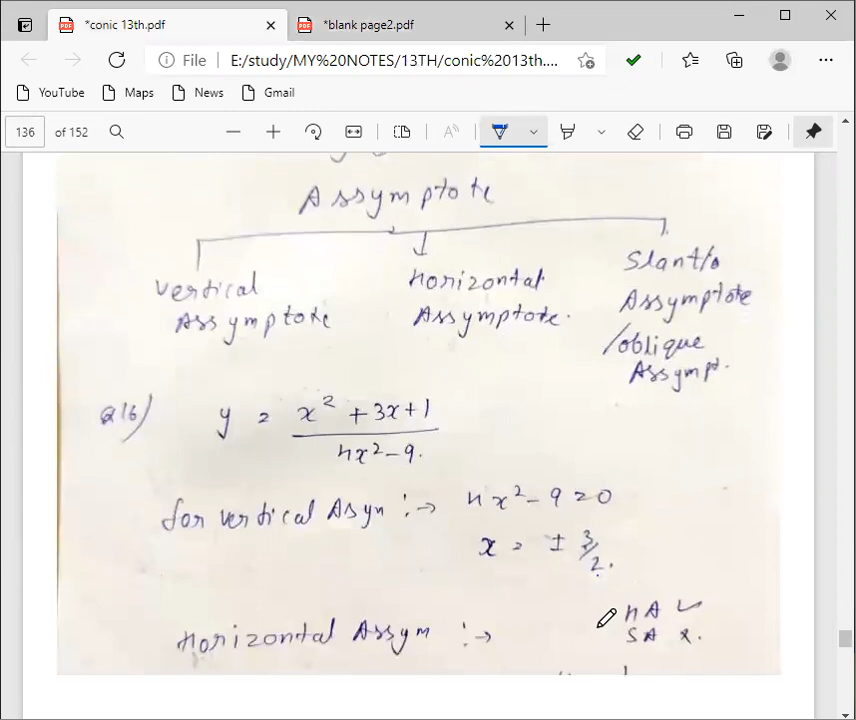 *conic 13th.pdf
*blank page2.pdf
File E:/study/MY%20NOTES/13TH/conic%2013th....
YouTube Maps News Gmail
136 of 152
Assymptote
Vertical Assymptote
Horizontal Assymptote.
Slant/o Assymptote /oblique Assympt.
Q16) y = x² + 3x + 1 / 4x² - 9.
for vertical Asym :→ 4x² - 9 = 0
x = ± 3/2.
Horizontal Assym :→
HA ✓
SA x.